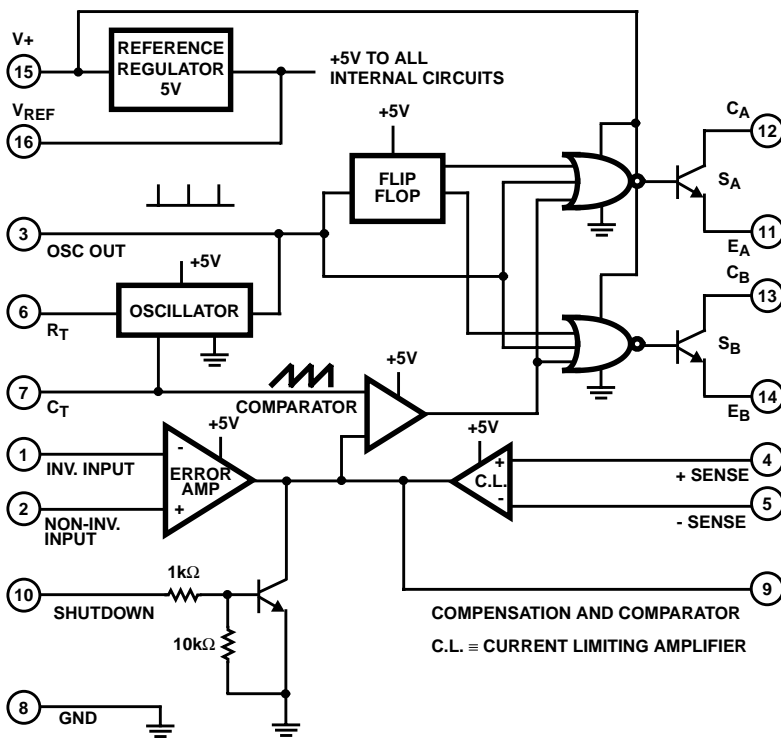 V+
15
REFERENCE
REGULATOR
5V
+5V TO ALL
INTERNAL CIRCUITS
VREF
16
+5V
FLIP
FLOP
CA
12
SA
11
EA
3
OSC OUT
+5V
6
OSCILLATOR
RT
CB
13
SB
14
EB
7
CT
COMPARATOR
+5V
1
INV. INPUT
+5V
-
ERROR
AMP
+
2
NON-INV.
INPUT
+5V
+
C.L.
-
4
+ SENSE
5
- SENSE
10
SHUTDOWN
1kΩ
10kΩ
9
COMPENSATION AND COMPARATOR
C.L. ≡ CURRENT LIMITING AMPLIFIER
8
GND